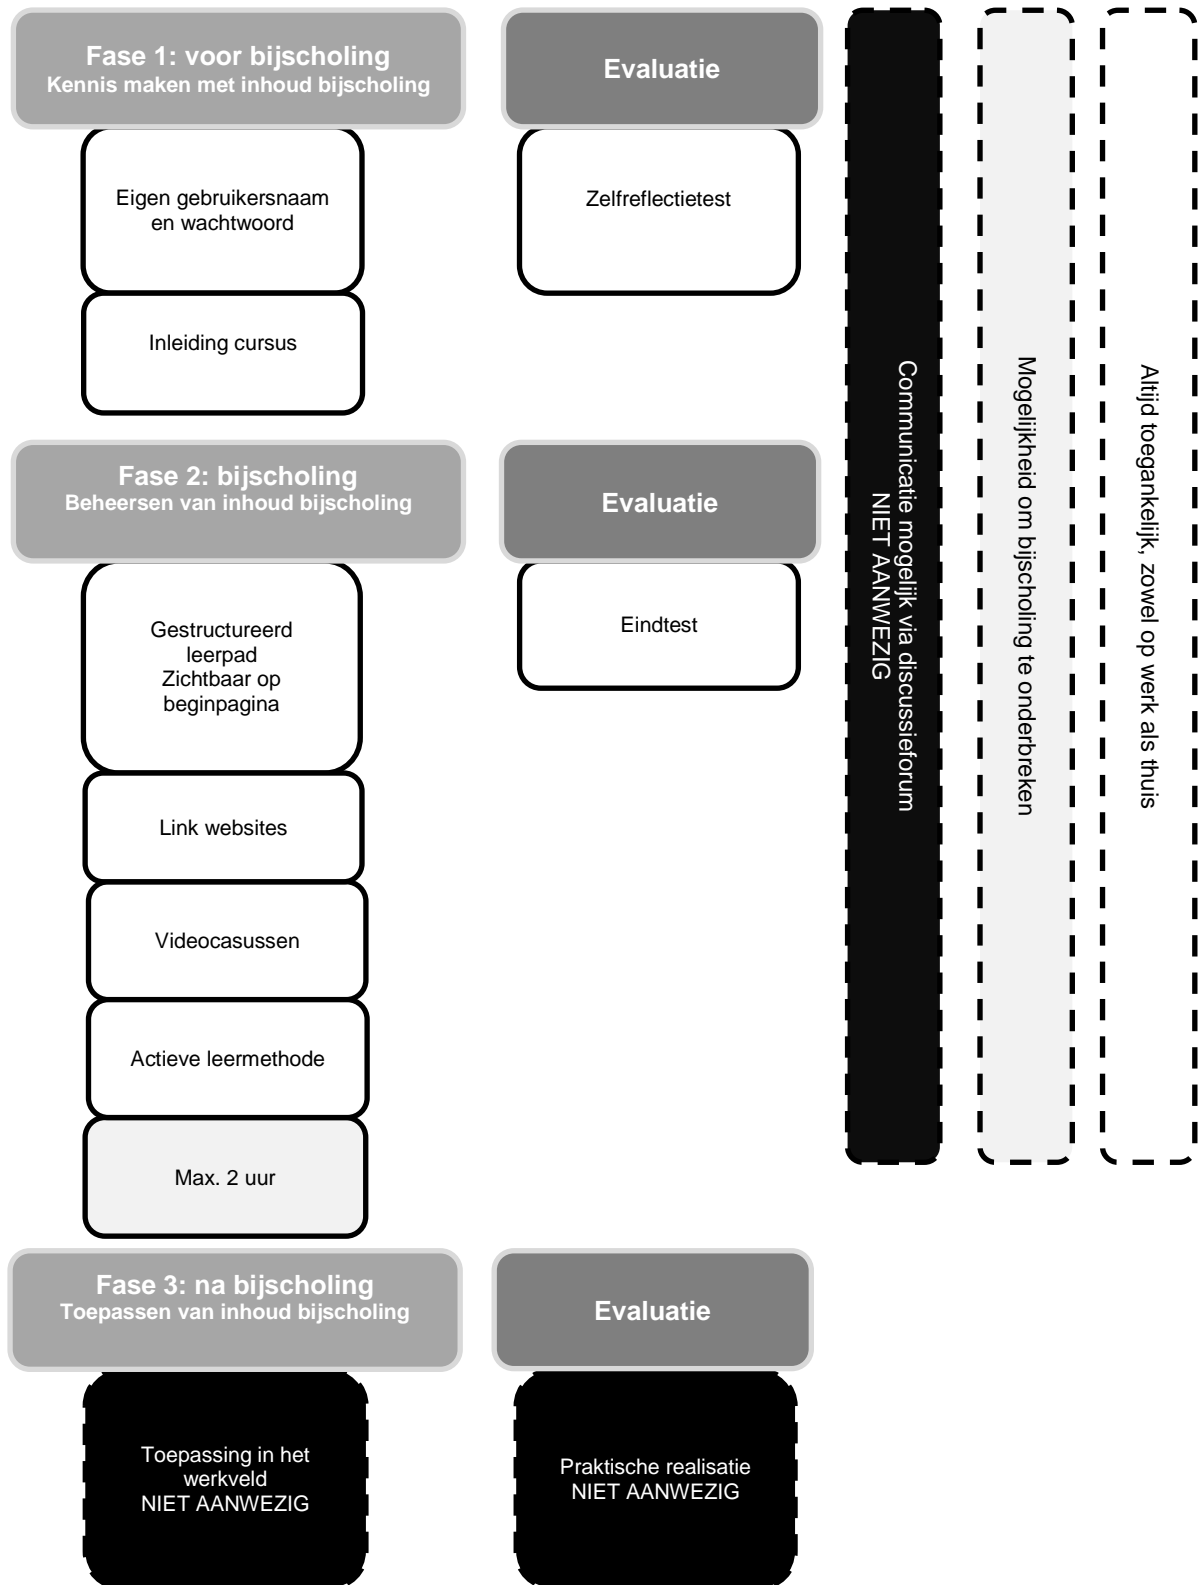 Fase 1: voor bijscholing
Kennis maken met inhoud bijscholing
Evaluatie
Eigen gebruikersnaam
en wachtwoord
Zelfreflectietest
Inleiding cursus
Fase 2: bijscholing
Beheersen van inhoud bijscholing
Evaluatie
Gestructureerd
leerpad
Zichtbaar op
beginpagina
Eindtest
Link websites
Videocasussen
Actieve leermethode
Max. 2 uur
Fase 3: na bijscholing
Toepassen van inhoud bijscholing
Evaluatie
Toepassing in het
werkveld
NIET AANWEZIG
Praktische realisatie
NIET AANWEZIG
Communicatie mogelijk via discussieforum
NIET AANWEZIG
Mogelijkheid om bijscholing te onderbreken
Altijd toegankelijk, zowel op werk als thuis